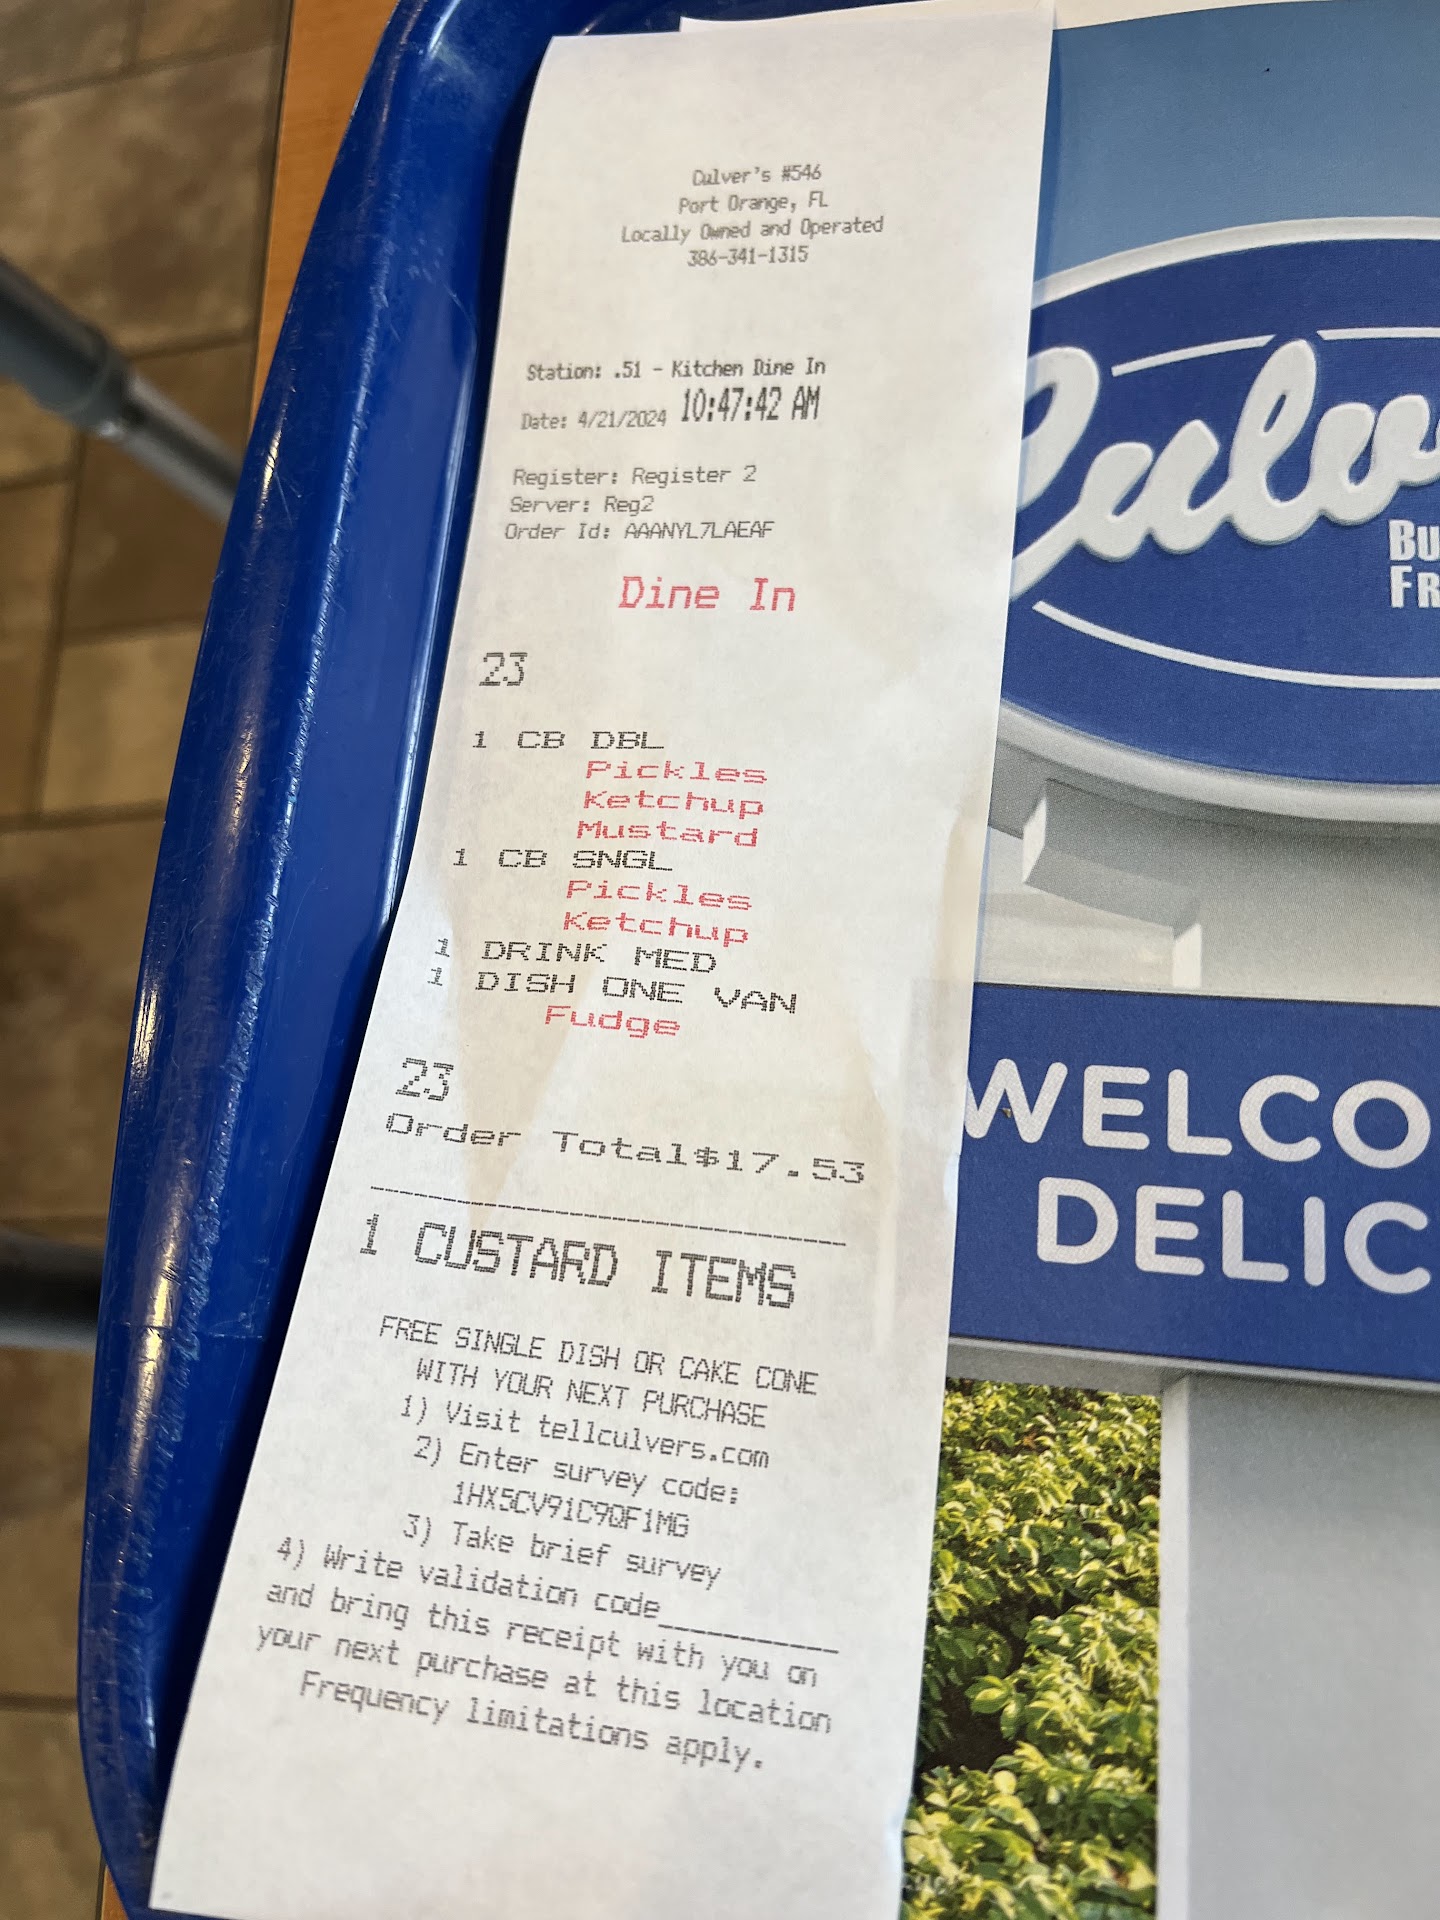 Culver's #546
Port Orange, FL
Locally Owned and Operated
386-341-1315
Station: .51 - Kitchen Dine In
Date: 4/21/2024 10:47:42 AM
Register: Register 2
Server: Reg2
Order Id: AAANYL7LAEAF
Dine In
23
1 CB DBL
Pickles
Ketchup
Mustard
1 CB SNGL
Pickles
Ketchup
1 DRINK MED
1 DISH ONE VAN
Fudge
23
Order Total$17.53
1 CUSTARD ITEMS
FREE SINGLE DISH OR CAKE CONE
WITH YOUR NEXT PURCHASE
1) Visit tellculvers.com
2) Enter survey code:
1HX5CV91C9QF1MG
3) Take brief survey
4) Write validation code__________
and bring this receipt with you on
your next purchase at this location
Frequency limitations apply.
Culv
BU
FR
WELCO
DELIC